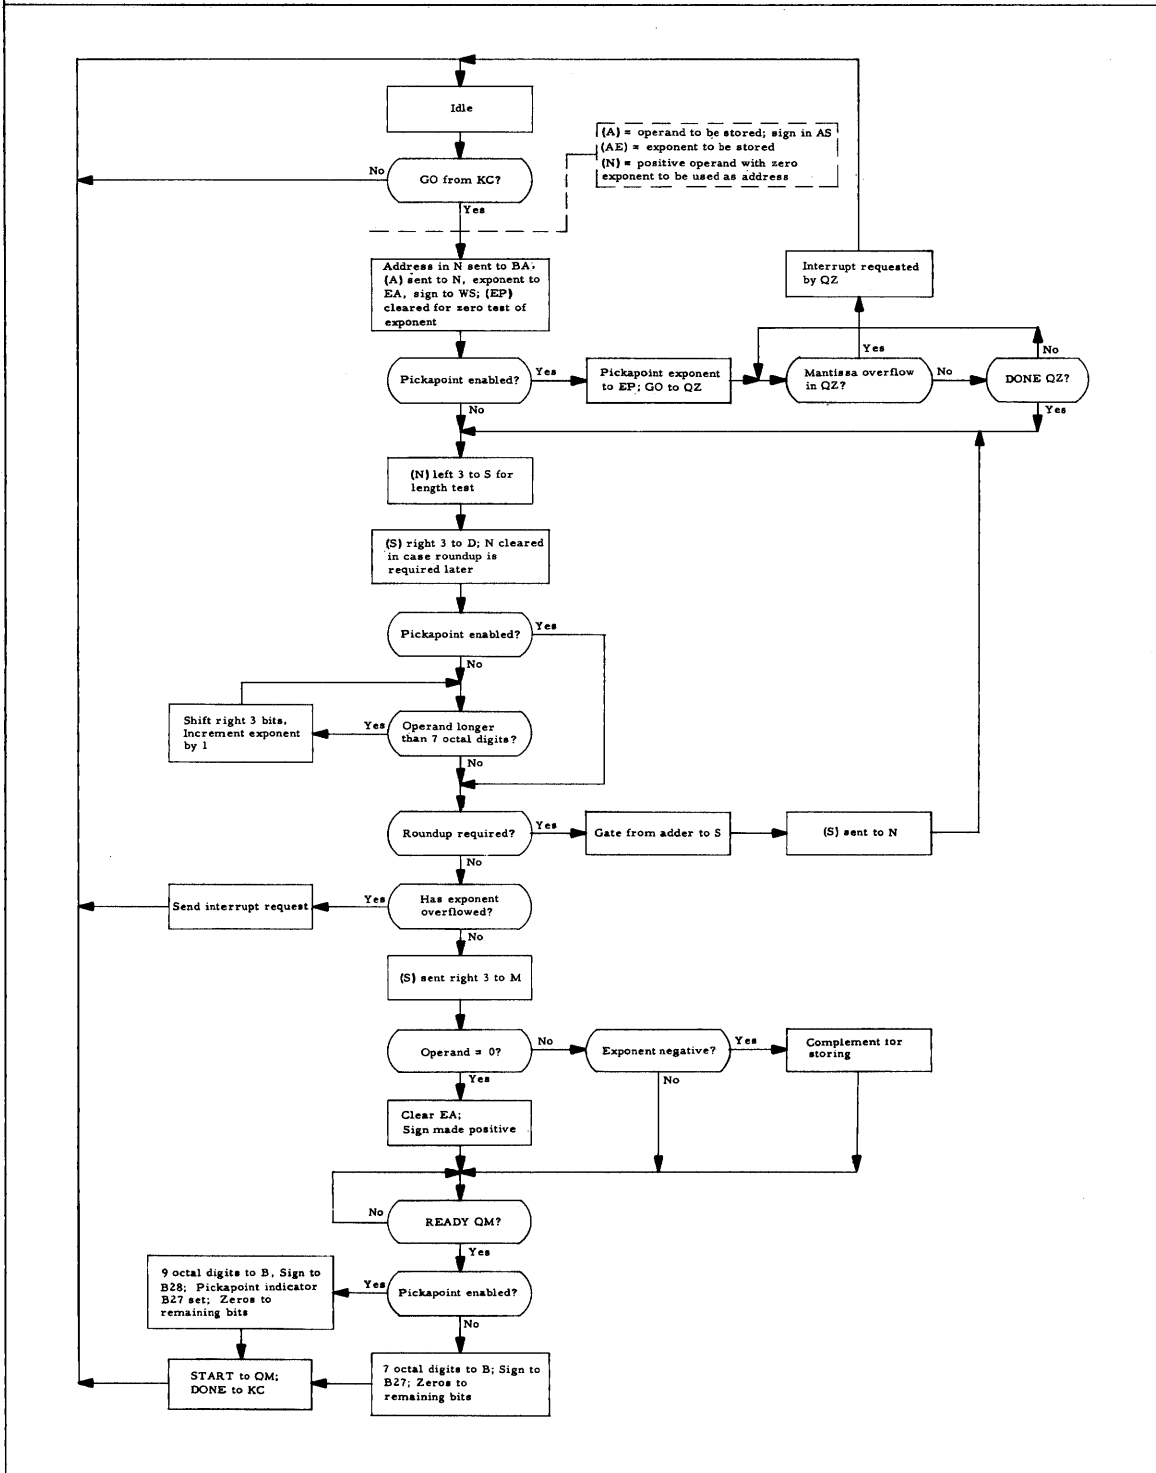 Idle
(A) = operand to be stored; sign in AS
(AE) = exponent to be stored
(N) = positive operand with zero
exponent to be used as address
No
GO from KC?
Yes
Address in N sent to BA;
(A) sent to N, exponent to
EA, sign to WS; (EP)
cleared for zero test of
exponent
Interrupt requested
by QZ
Yes
No
Pickapoint enabled?
Yes
Pickapoint exponent
to EP; GO to QZ
Mantissa overflow
in QZ?
No
DONE QZ?
No
Yes
(N) left 3 to S for
length test
(S) right 3 to D; N cleared
in case roundup is
required later
Pickapoint enabled?
Yes
No
Shift right 3 bits,
Increment exponent
by 1
Yes
Operand longer
than 7 octal digits?
No
Roundup required?
Yes
Gate from adder to S
(S) sent to N
No
Send interrupt request
Yes
Has exponent
overflowed?
No
(S) sent right 3 to M
Operand = 0?
No
Exponent negative?
Yes
Complement for
storing
Yes
No
Clear EA;
Sign made positive
No
READY QM?
Yes
9 octal digits to B, Sign to
B28; Pickapoint indicator
B27 set; Zeros to
remaining bits
Yes
Pickapoint enabled?
No
START to QM;
DONE to KC
7 octal digits to B; Sign to
B27; Zeros to
remaining bits